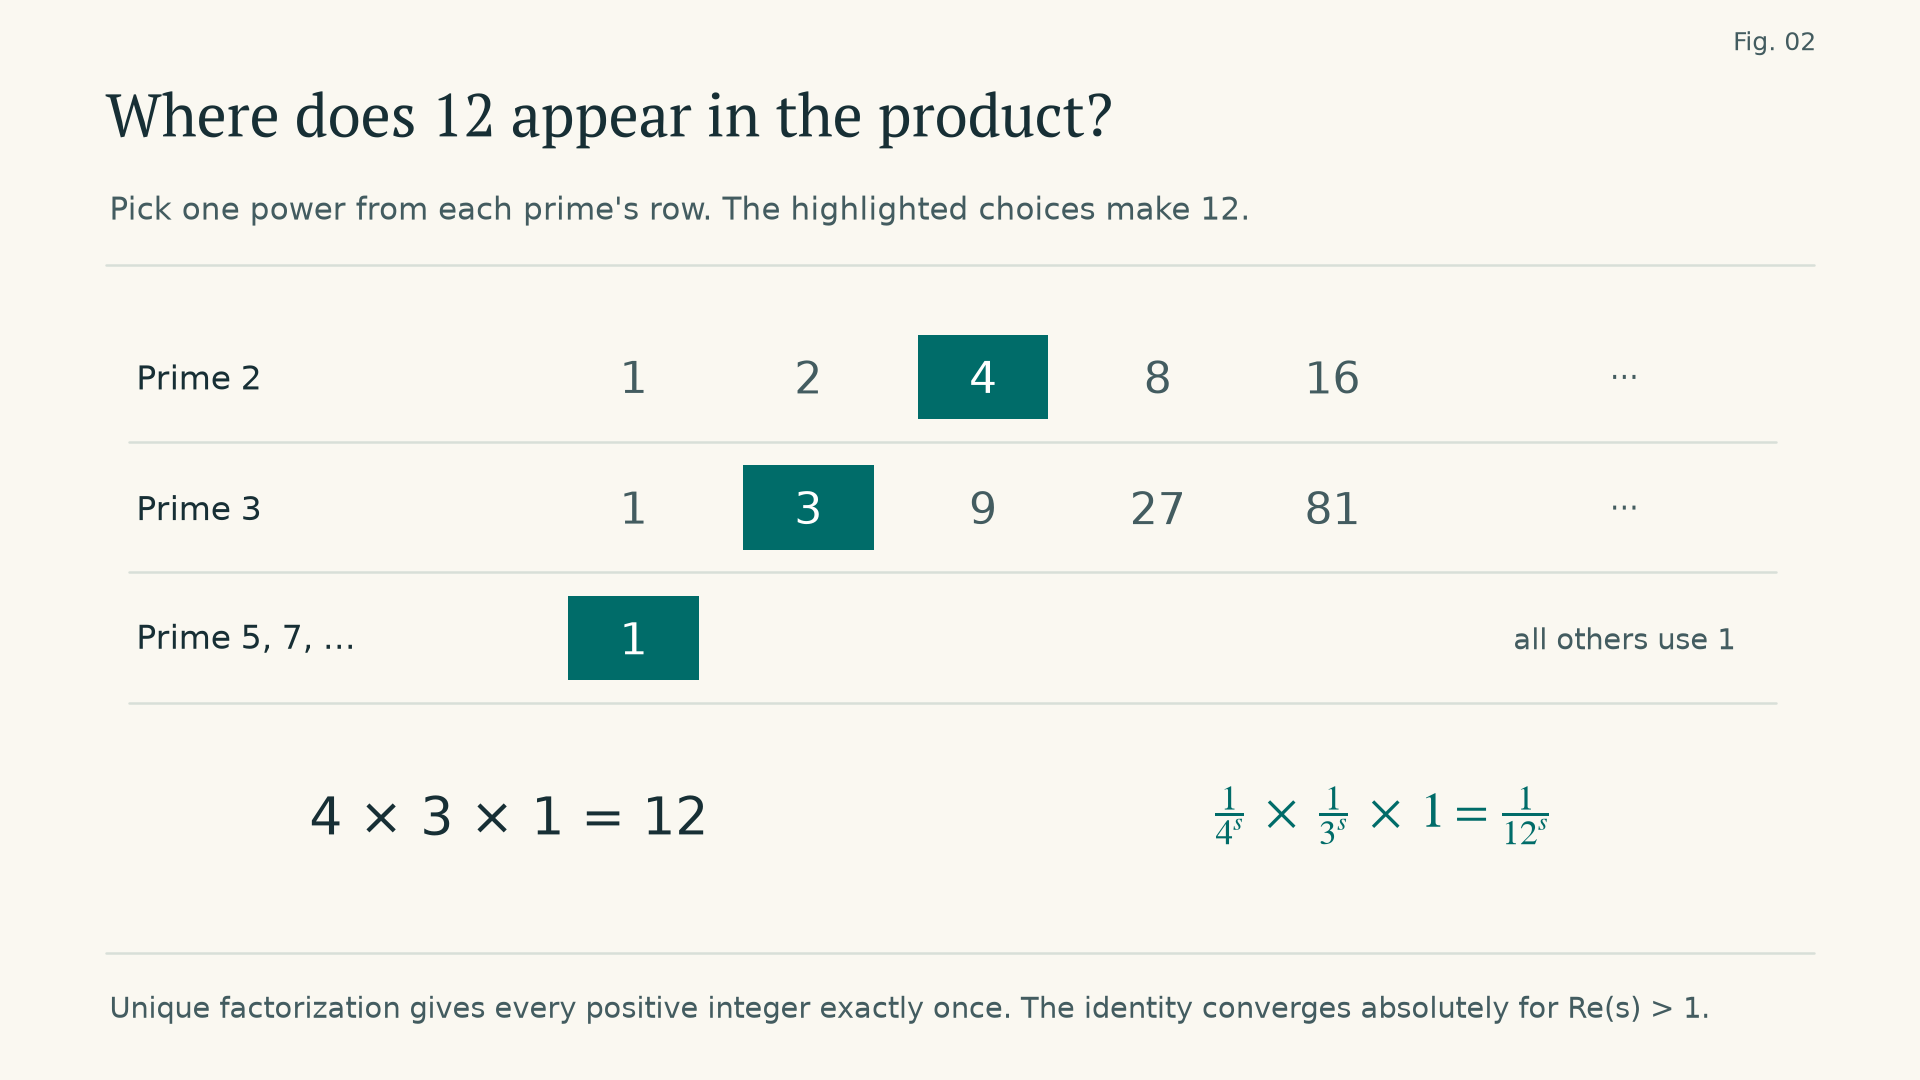 Fig. 02
Where does 12 appear in the product?
Pick one power from each prime's row. The highlighted choices make 12.
Prime 2 1 2 4 8 16 ...
Prime 3 1 3 9 27 81 ...
Prime 5, 7, ... 1 all others use 1
4 × 3 × 1 = 12
1/4ˢ × 1/3ˢ × 1 = 1/12ˢ
Unique factorization gives every positive integer exactly once. The identity converges absolutely for Re(s) > 1.